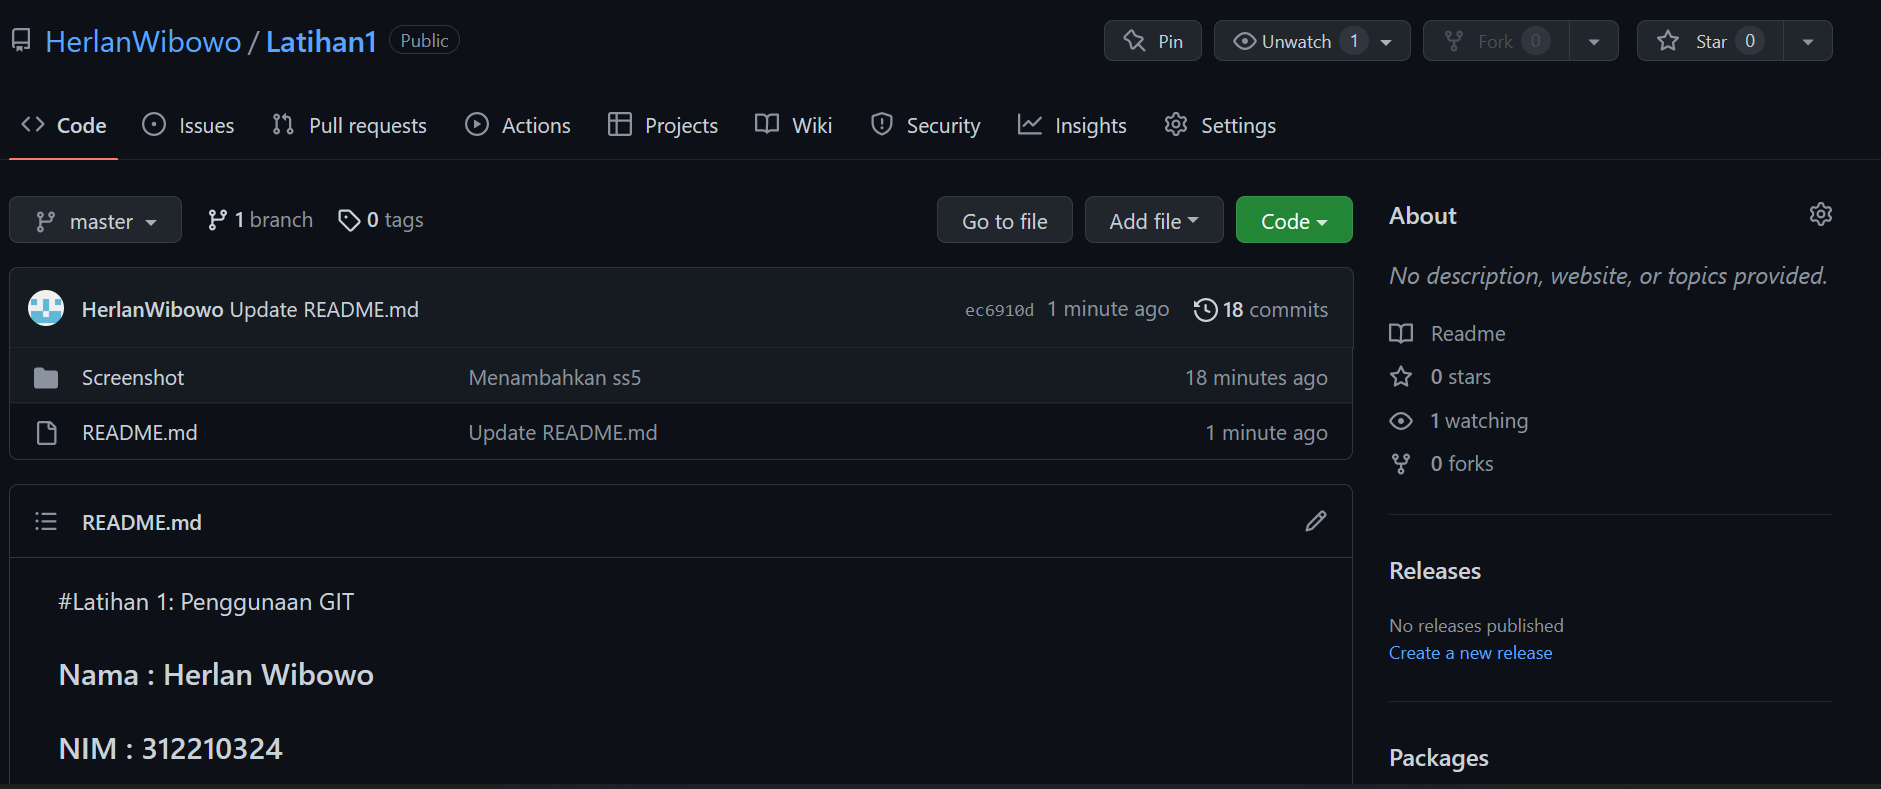 HerlanWibowo / Latihan1 Public
Pin Unwatch 1 Fork 0 Star 0
Code Issues Pull requests Actions Projects Wiki Security Insights Settings
master 1 branch 0 tags Go to file Add file Code
HerlanWibowo Update README.md ec6910d 1 minute ago 18 commits
Screenshot Menambahkan ss5 18 minutes ago
README.md Update README.md 1 minute ago
README.md
#Latihan 1: Penggunaan GIT
Nama : Herlan Wibowo
NIM : 312210324
About
No description, website, or topics provided.
Readme
0 stars
1 watching
0 forks
Releases
No releases published
Create a new release
Packages